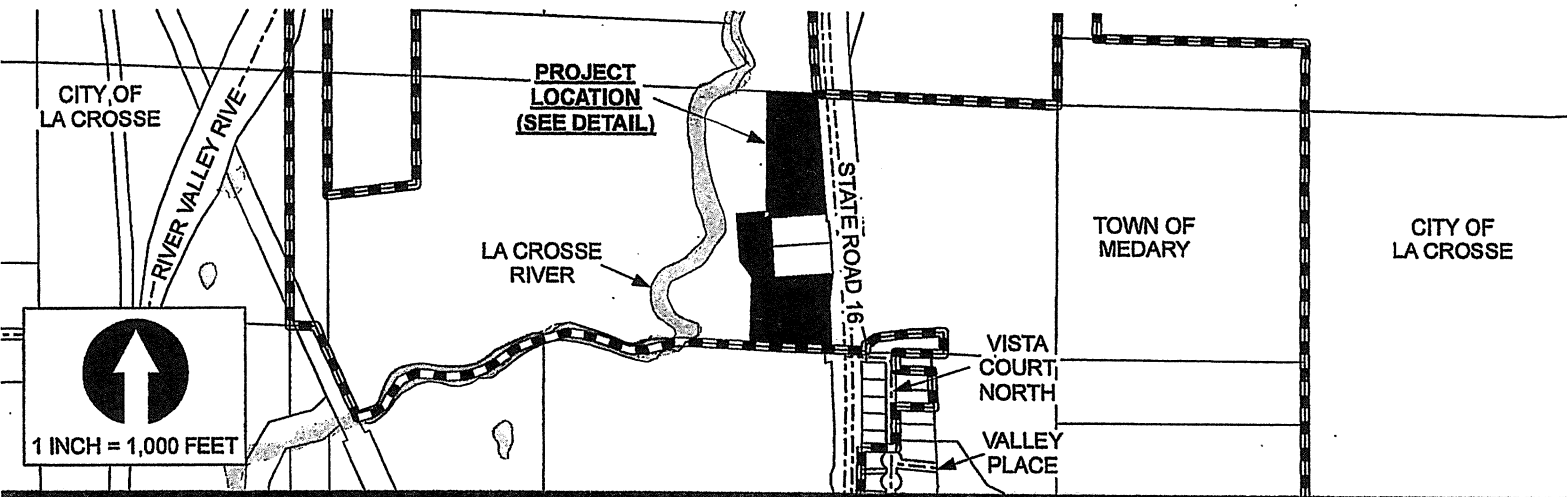 CITY OF
LA CROSSE
RIVER VALLEY RIVE
PROJECT
LOCATION
(SEE DETAIL)
LA CROSSE
RIVER
STATE ROAD 16
TOWN OF
MEDARY
CITY OF
LA CROSSE
VISTA
COURT
NORTH
VALLEY
PLACE
1 INCH = 1,000 FEET